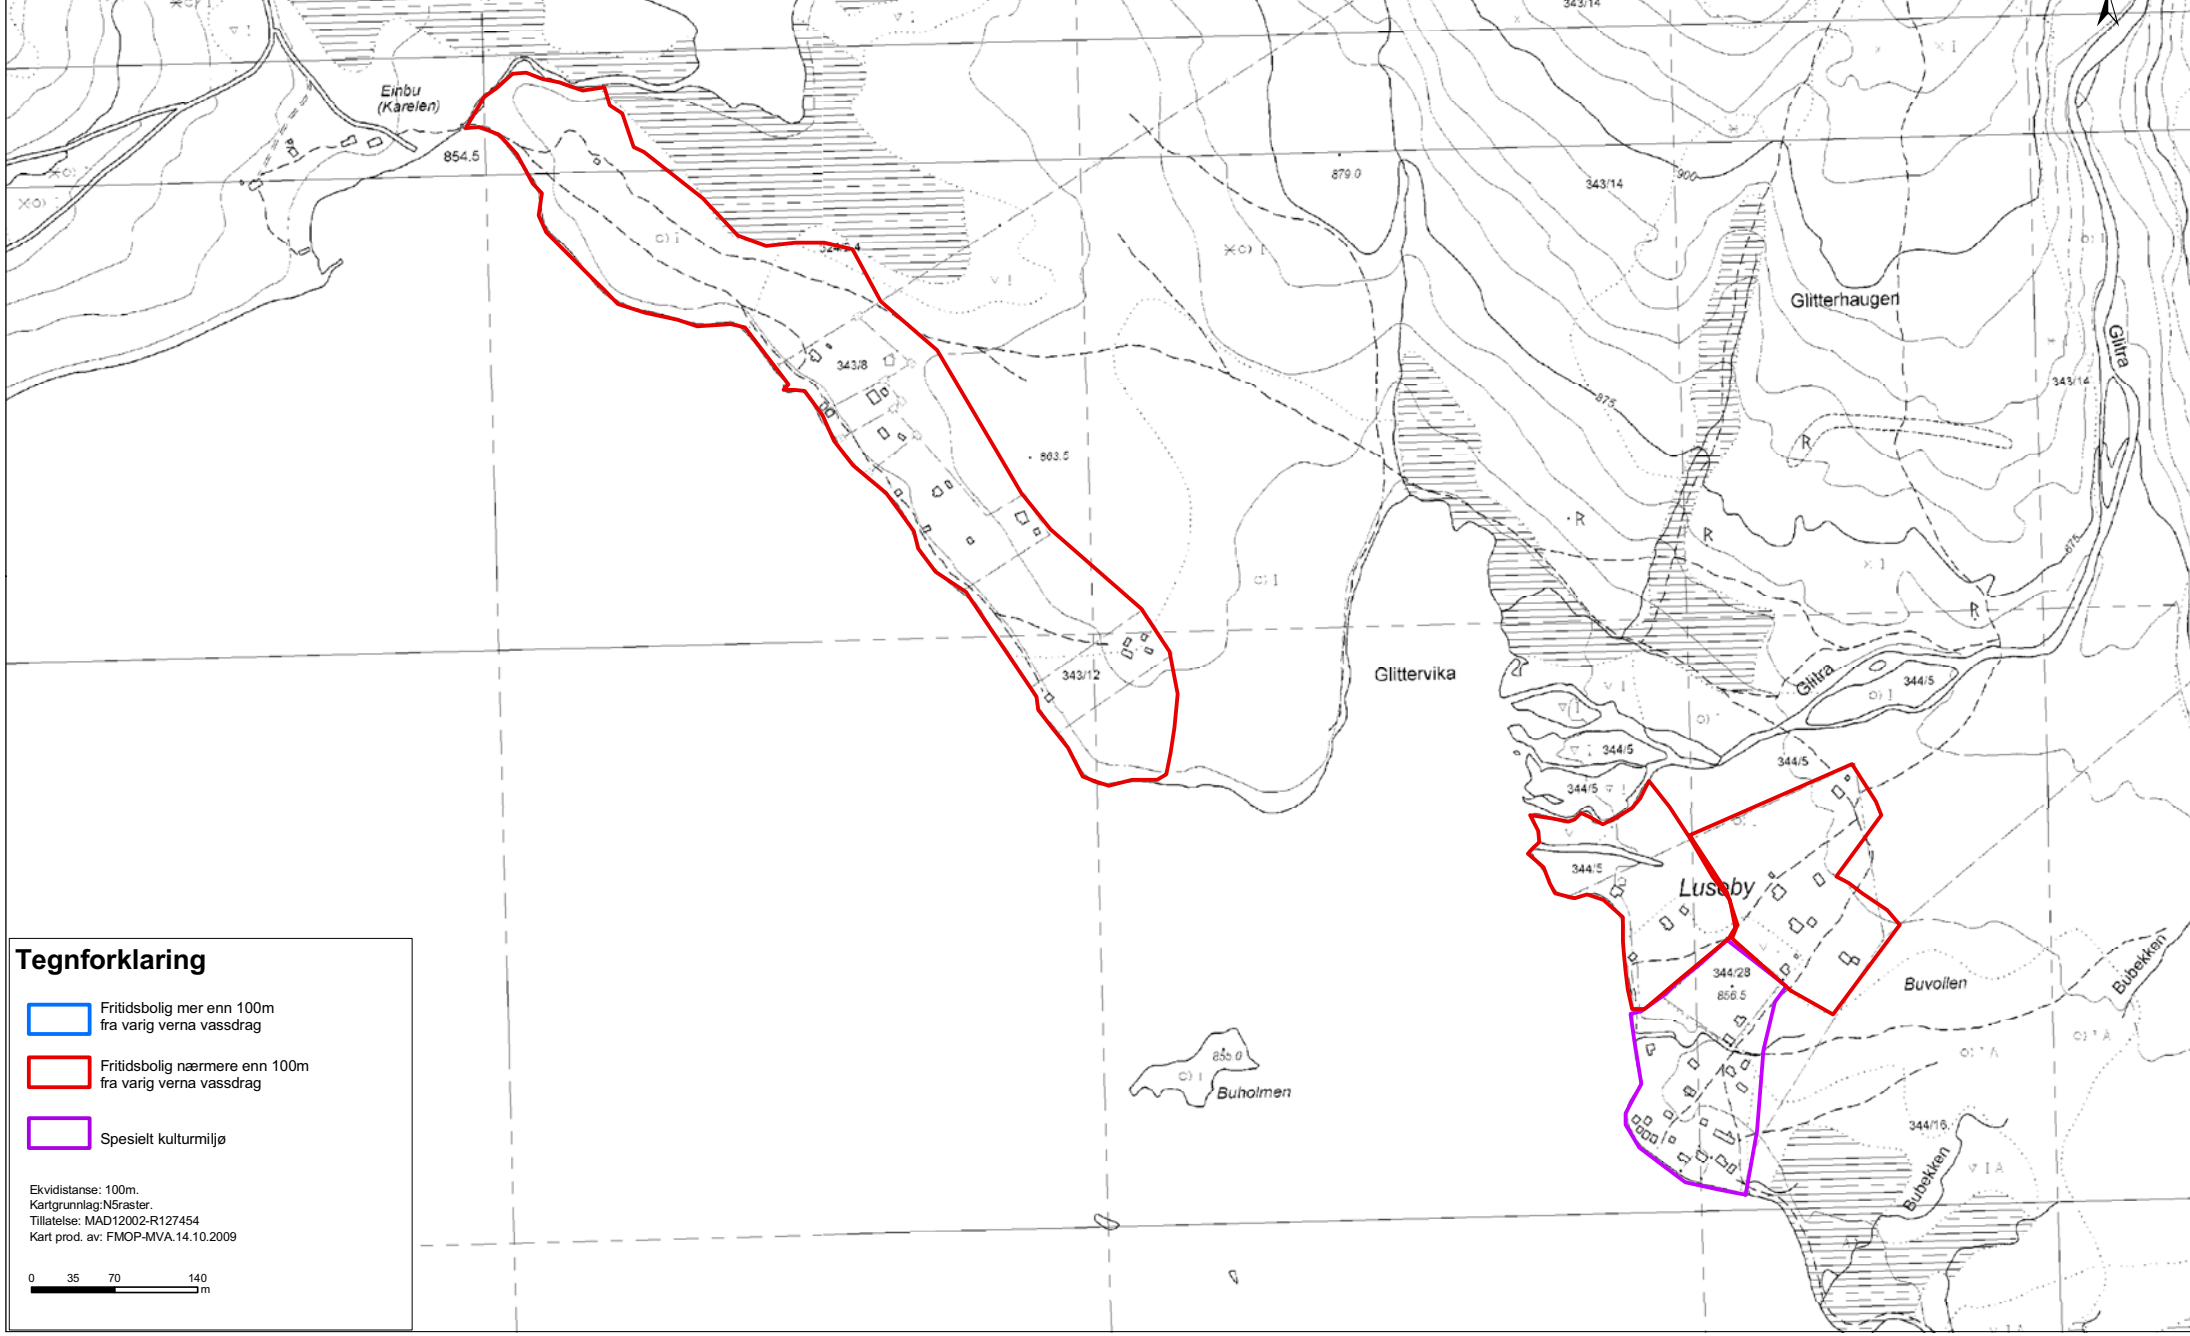 343/14
Einbu
(Karelen)
854.5
879.0
343/14
900
Glitterhaugen
Glitra
343/8
343/14
875
863.5
R
R
R
R
875
343/12
Glittervika
Glitra
344/5
344/5
344/5
344/5
344/5
Luseby
344/28
856.5
Buvollen
Bubekken
855.0
Buholmen
344/16
Bubekken
Tegnforklaring
Fritidsbolig mer enn 100m
fra varig verna vassdrag
Fritidsbolig nærmere enn 100m
fra varig verna vassdrag
Spesielt kulturmiljø
Ekvidistanse: 100m.
Kartgrunnlag:N5raster.
Tillatelse: MAD12002-R127454
Kart prod. av: FMOP-MVA.14.10.2009
0 35 70 140
m